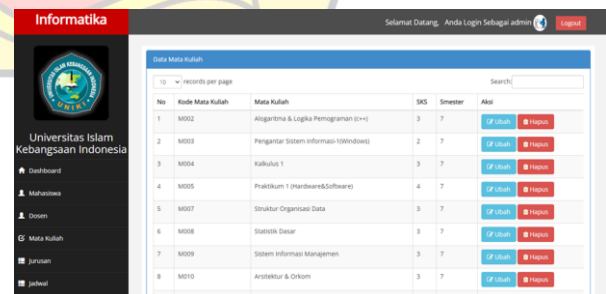 Informatika
Selamat Datang, Anda Login Sebagai admin
Logout
UNIKI
Universitas Islam
Kebangsaan Indonesia
Dashboard
Mahasiswa
Dosen
Mata Kuliah
Jurusan
Jadwal
Data Mata Kuliah
10 records per page
Search:
No Kode Mata Kuliah Mata Kuliah SKS Smester Aksi
1 M002 Alogaritma & Logika Pemograman (c++) 3 7 Ubah Hapus
2 M003 Pengantar Sistem Informasi-1(Windows) 2 7 Ubah Hapus
3 M004 Kalkulus 1 3 7 Ubah Hapus
4 M005 Praktikum 1 (Hardware&Software) 4 7 Ubah Hapus
5 M007 Struktur Organisasi Data 3 7 Ubah Hapus
6 M008 Statistik Dasar 3 7 Ubah Hapus
7 M009 Sistem Informasi Manajemen 3 7 Ubah Hapus
8 M010 Arsitektur & Orkom 3 7 Ubah Hapus